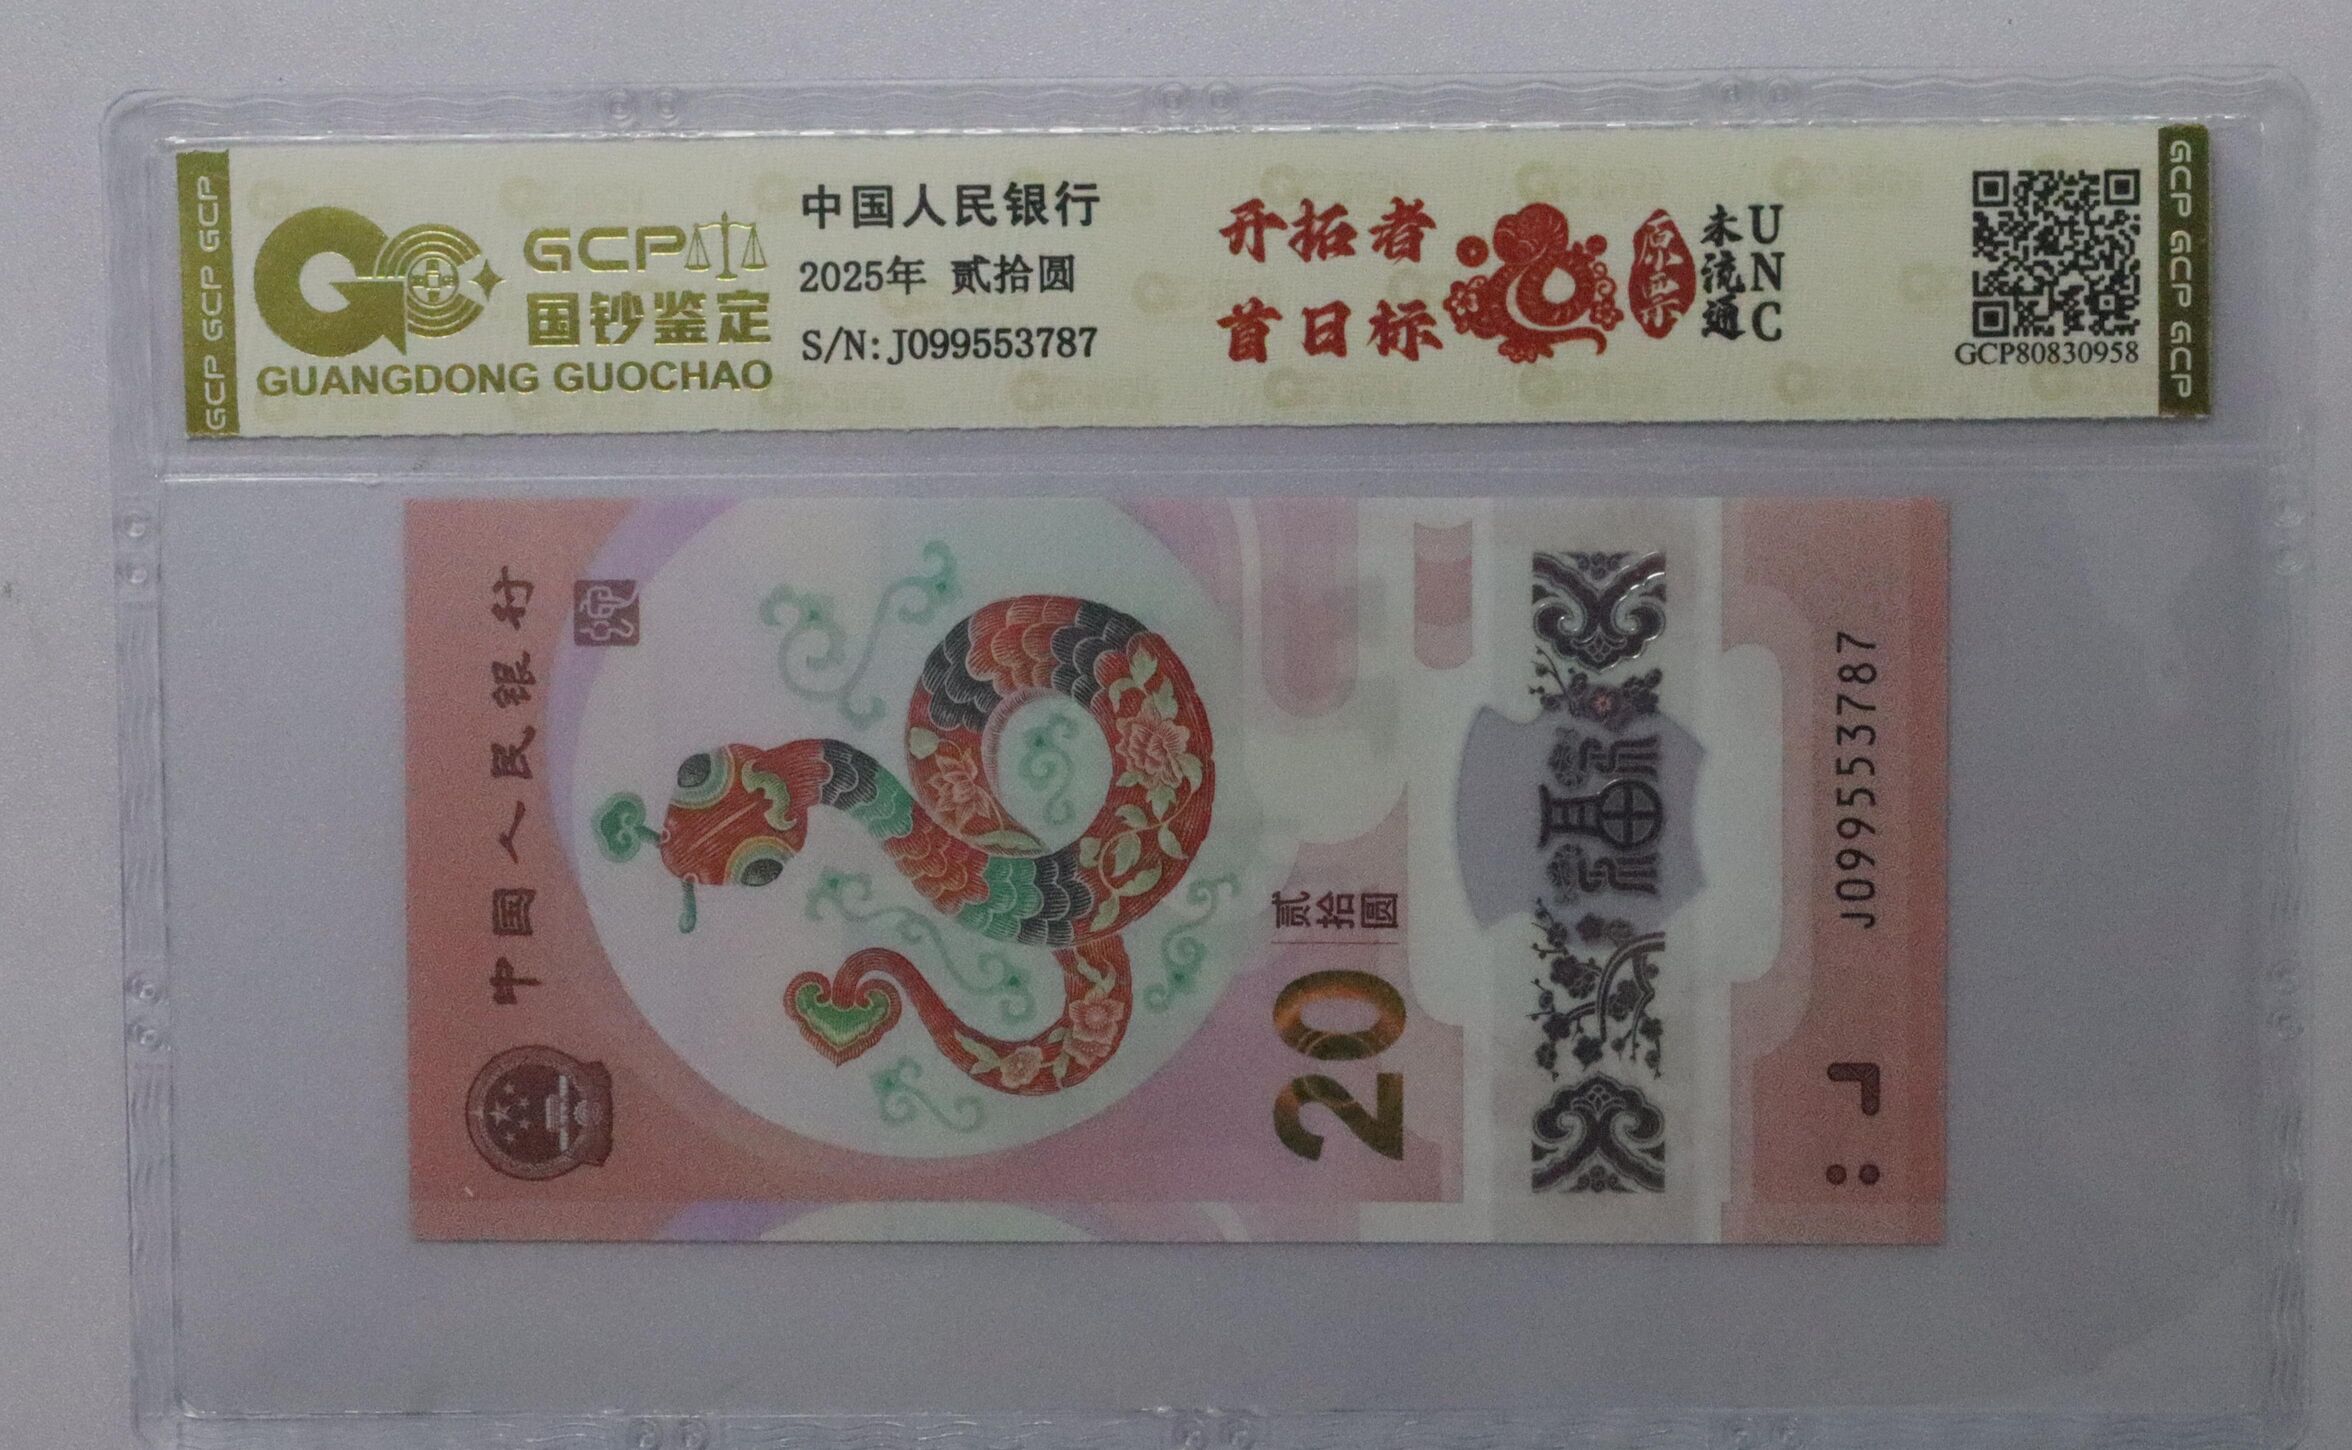 GCP GCP GCP
GCP
国钞鉴定
GUANGDONG GUOCHAO
中国人民银行
2025年 贰拾圆
S/N:J099553787
开拓者
首日标
原票
未流通
UNC
GCP80830958
GCP GCP GCP
中国人民银行
贰拾圆
20
福
J099553787